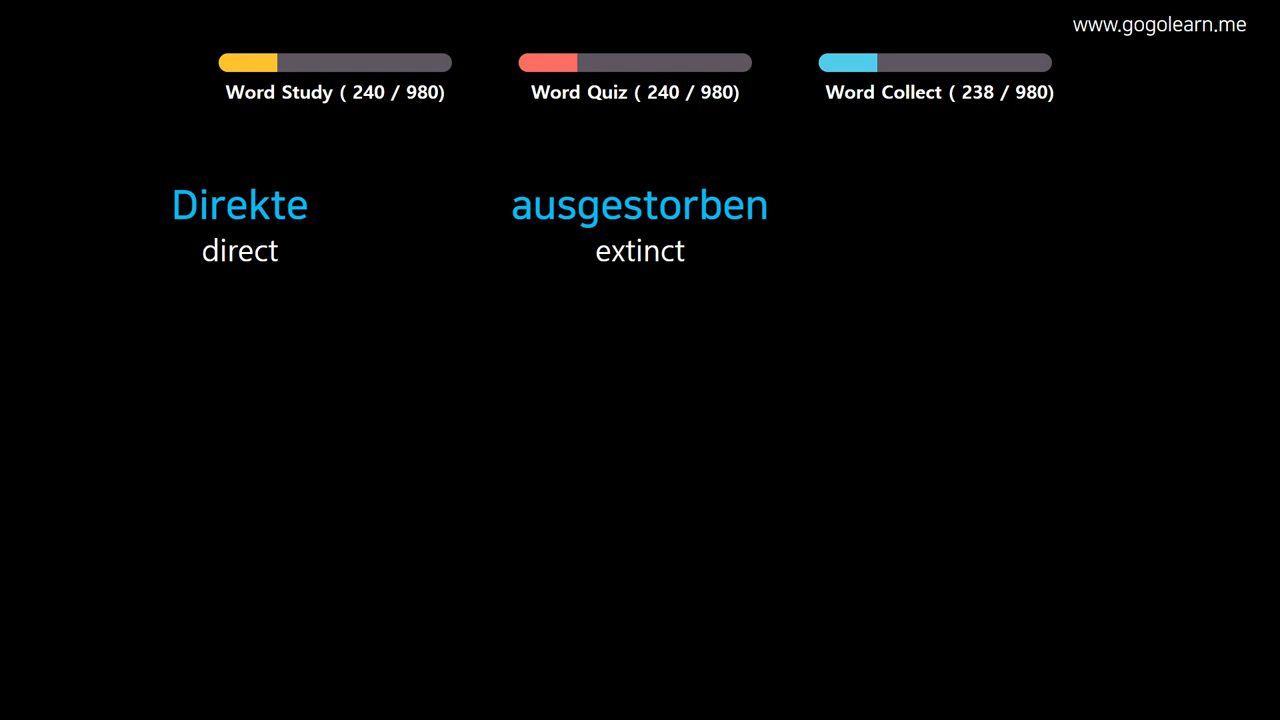 www.gogolearn.me
Word Study ( 240 / 980)
Word Quiz ( 240 / 980)
Word Collect ( 238 / 980)
Direkte
direct
ausgestorben
extinct